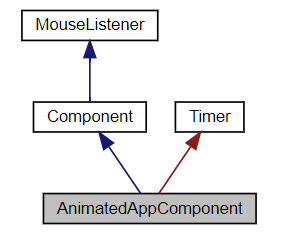 MouseListener
Component
Timer
AnimatedAppComponent